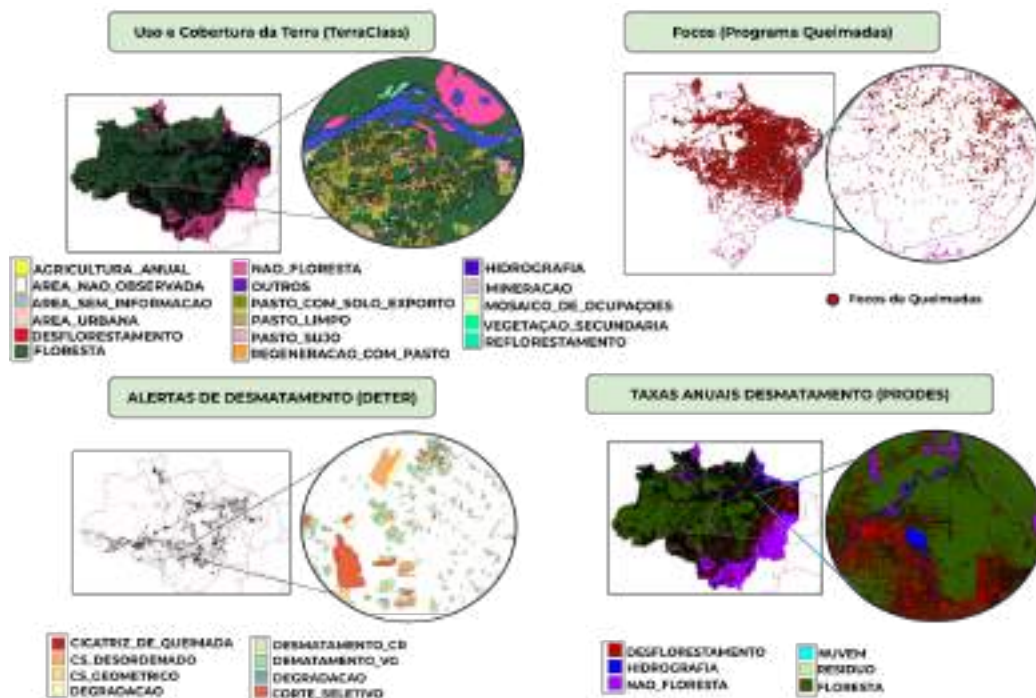 Uso e Cobertura da Terra (TerraClass)
AGRICULTURA_ANUAL
AREA_NAO_OBSERVADA
AREA_SEM_INFORMACAO
AREA_URBANA
DESFLORESTAMENTO
FLORESTA
NAO_FLORESTA
OUTROS
PASTO_COM_SOLO_EXPORTO
PASTO_LIMPO
PASTO_SUJO
REGENERACAO_COM_PASTO
HIDROGRAFIA
MINERACAO
MOSAICO_DE_OCUPAÇOES
VEGETAÇAO_SECUNDARIA
REFLORESTAMENTO
Focos (Programa Queimadas)
Focos de Queimadas
ALERTAS DE DESMATAMENTO (DETER)
CICATRIZ_DE_QUEIMADA
CS_DESORDENADO
CS_GEOMETRICO
DEGRADACAO
DESMATAMENTO_CR
DEMATAMENTO_VG
DEGRADACAO
CORTE_SELETIVO
TAXAS ANUAIS DESMATAMENTO (PRODES)
DESFLORESTAMENTO
HIDROGRAFIA
NAO_FLORESTA
NUVEM
RESIDUO
FLORESTA